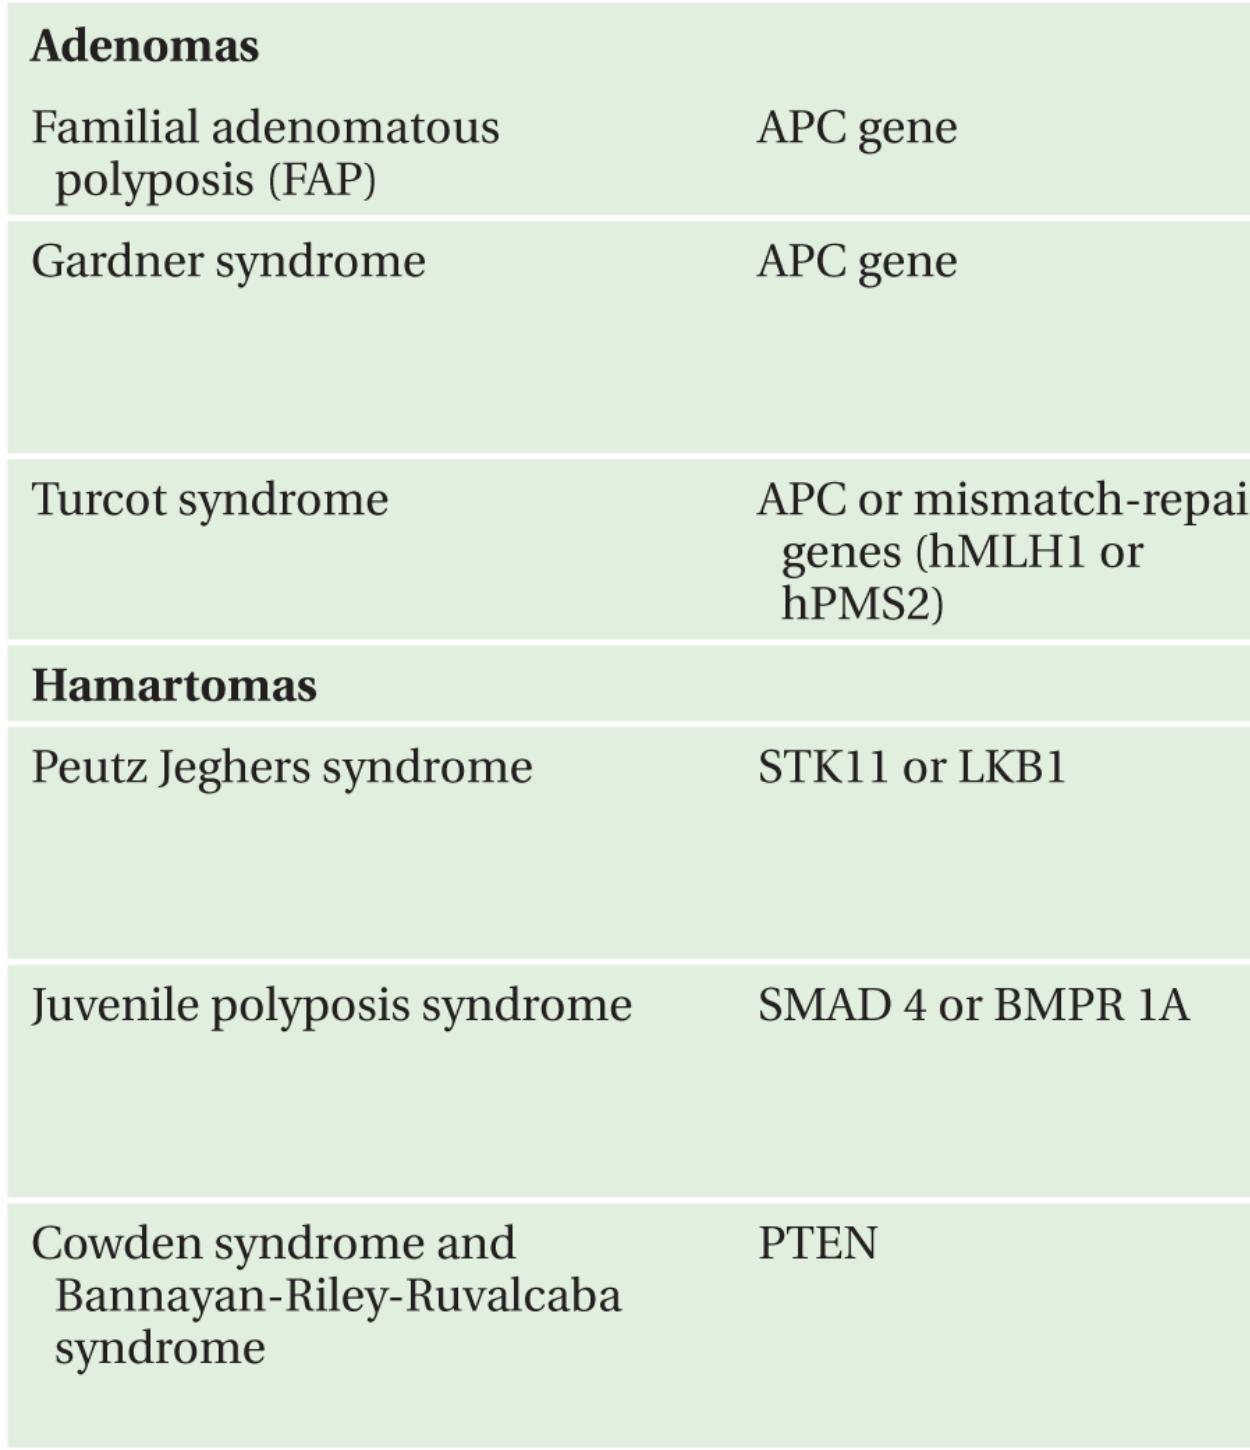 Adenomas
Familial adenomatous APC gene
polyposis (FAP)
Gardner syndrome APC gene
Turcot syndrome APC or mismatch-repai
genes (hMLH1 or
hPMS2)
Hamartomas
Peutz Jeghers syndrome STK11 or LKB1
Juvenile polyposis syndrome SMAD 4 or BMPR 1A
Cowden syndrome and PTEN
Bannayan-Riley-Ruvalcaba
syndrome